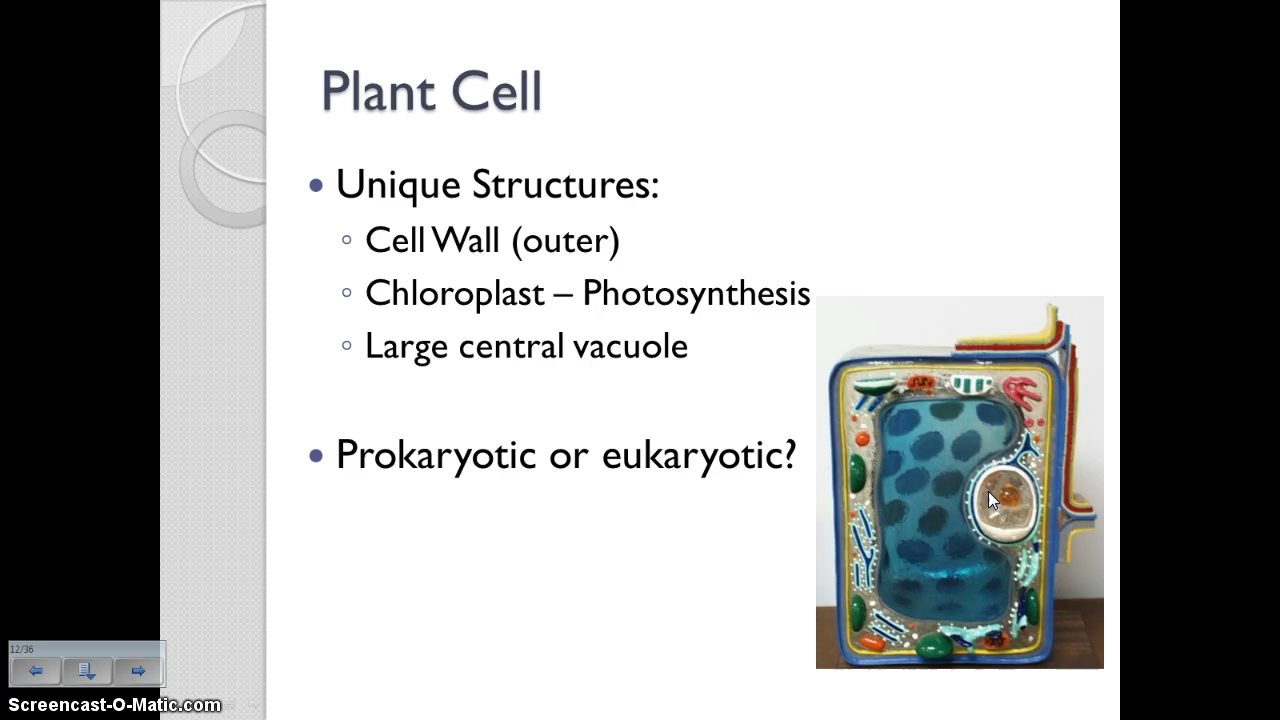 Plant Cell
• Unique Structures:
◦ Cell Wall (outer)
◦ Chloroplast – Photosynthesis
◦ Large central vacuole
• Prokaryotic or eukaryotic?
12/36
Screencast-O-Matic.com